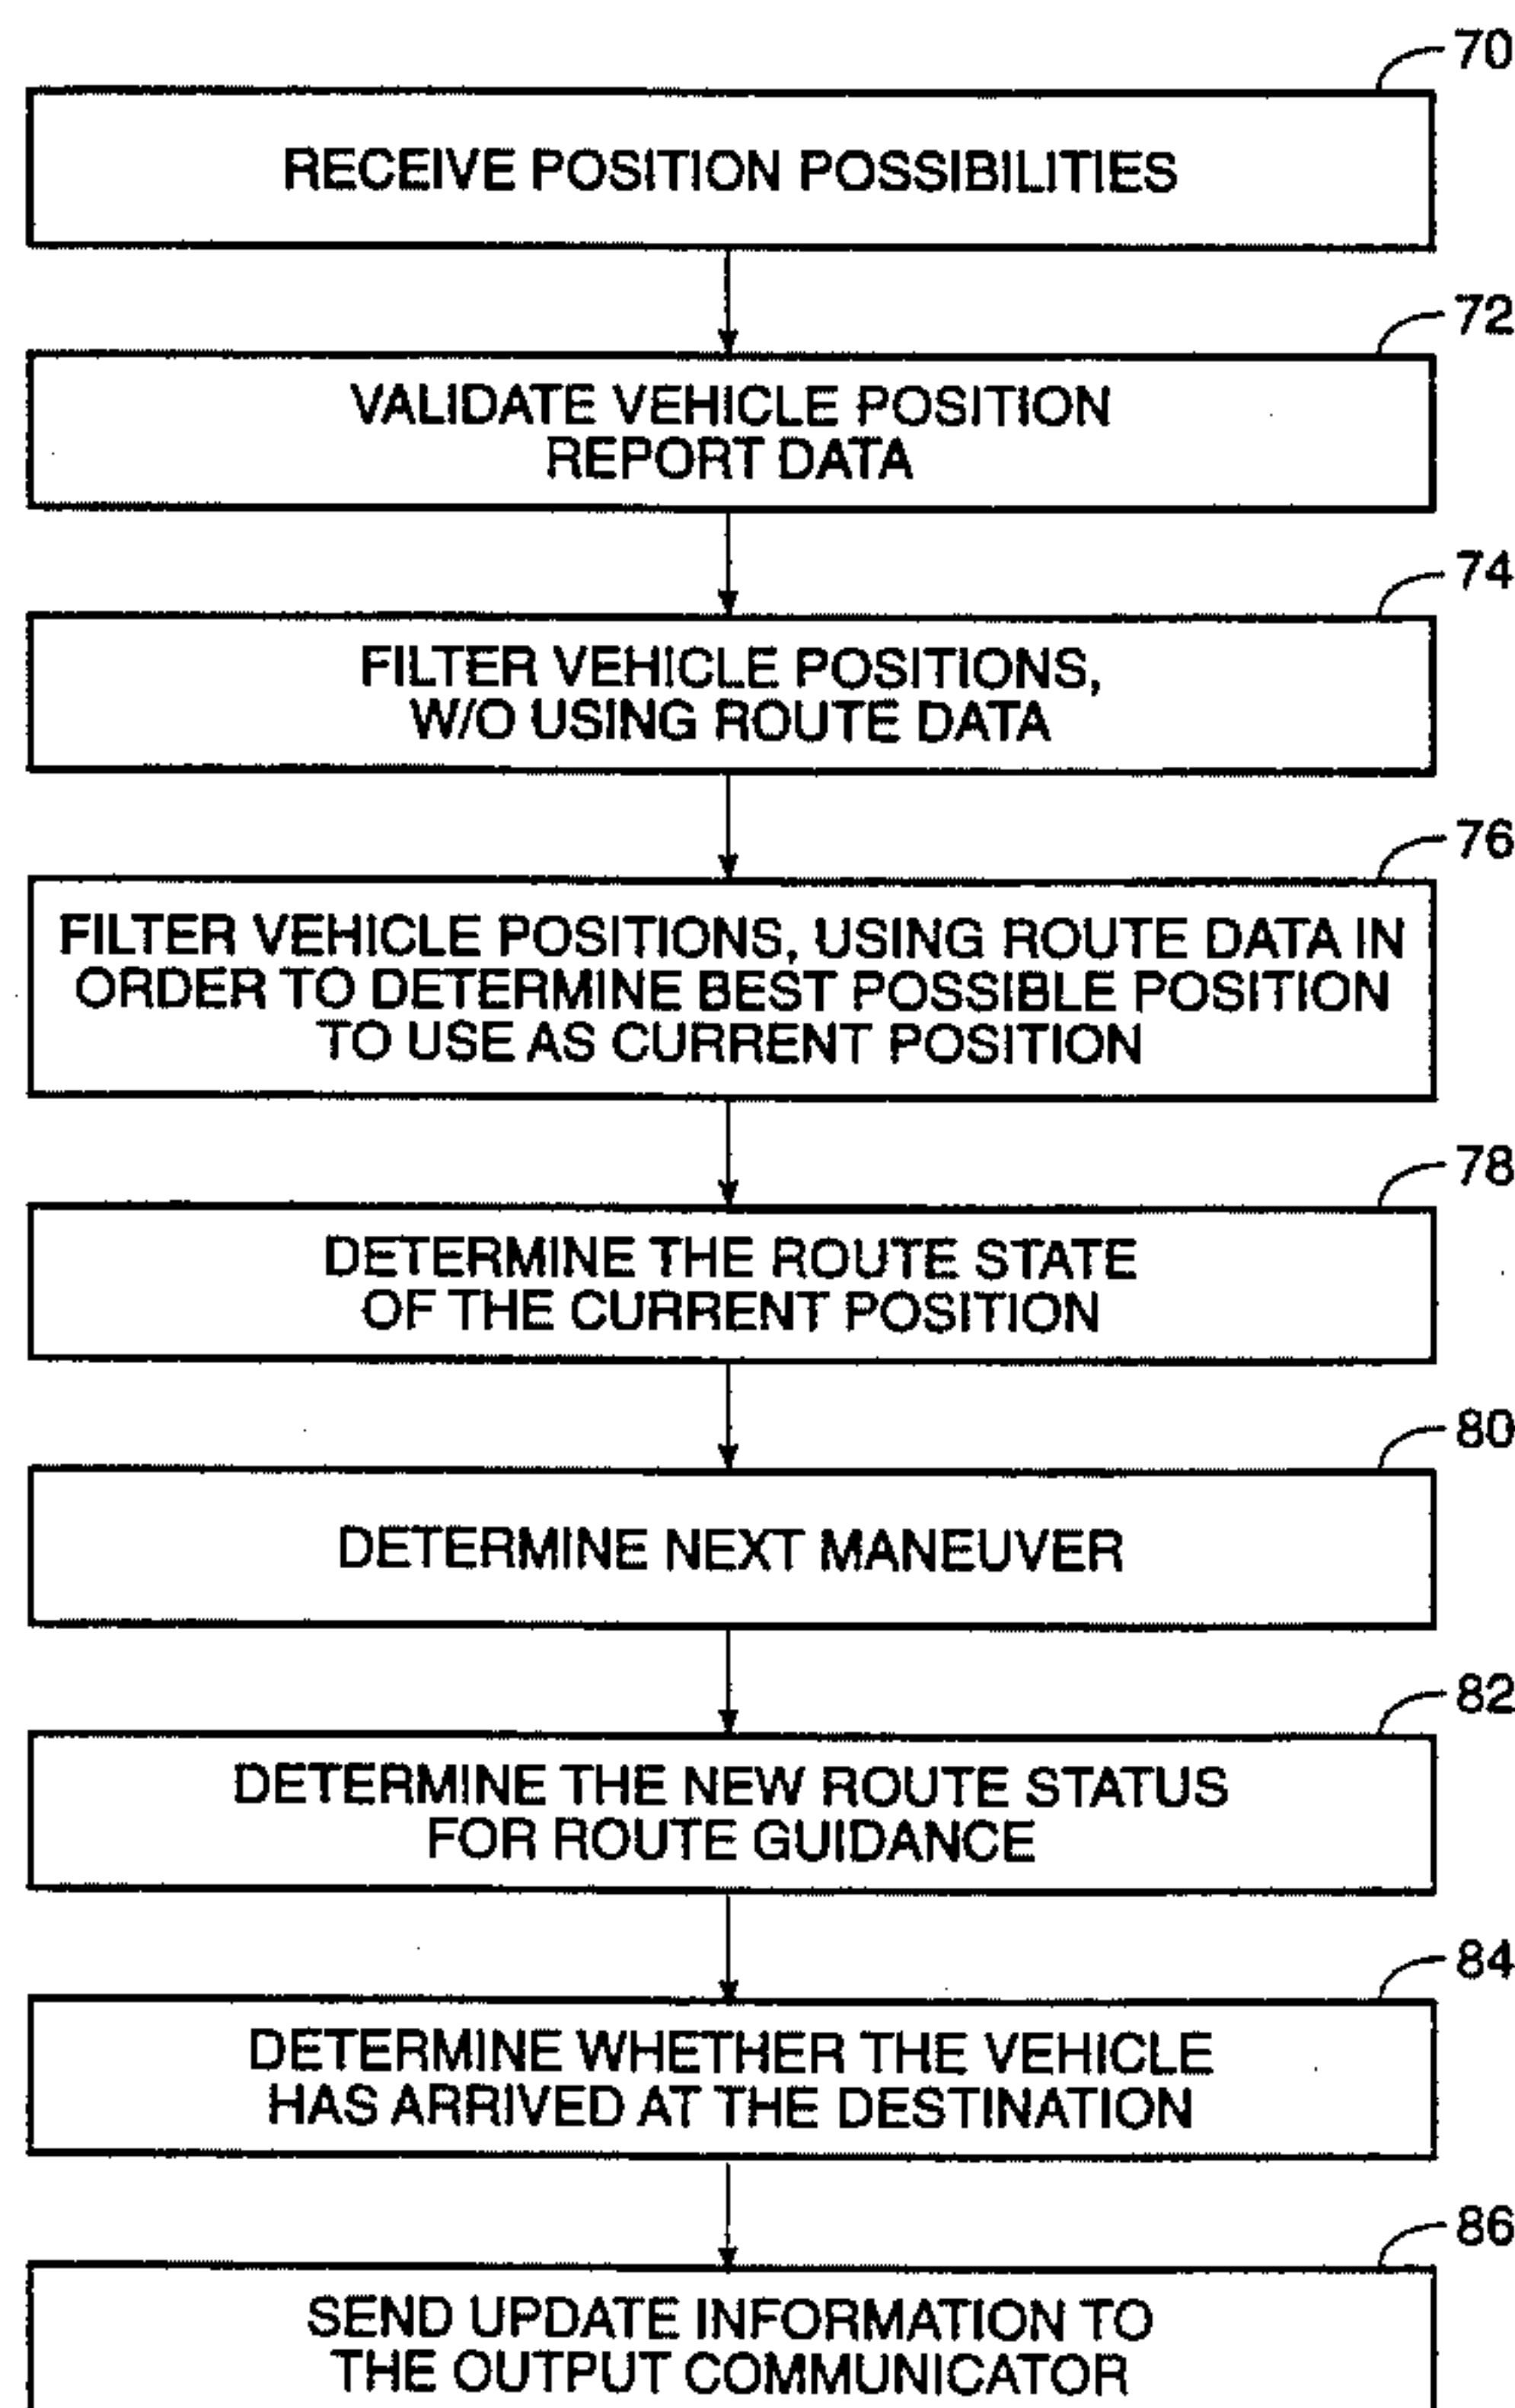 70
RECEIVE POSITION POSSIBILITIES
72
VALIDATE VEHICLE POSITION
REPORT DATA
74
FILTER VEHICLE POSITIONS,
W/O USING ROUTE DATA
76
FILTER VEHICLE POSITIONS, USING ROUTE DATA IN
ORDER TO DETERMINE BEST POSSIBLE POSITION
TO USE AS CURRENT POSITION
78
DETERMINE THE ROUTE STATE
OF THE CURRENT POSITION
80
DETERMINE NEXT MANEUVER
82
DETERMINE THE NEW ROUTE STATUS
FOR ROUTE GUIDANCE
84
DETERMINE WHETHER THE VEHICLE
HAS ARRIVED AT THE DESTINATION
86
SEND UPDATE INFORMATION TO
THE OUTPUT COMMUNICATOR